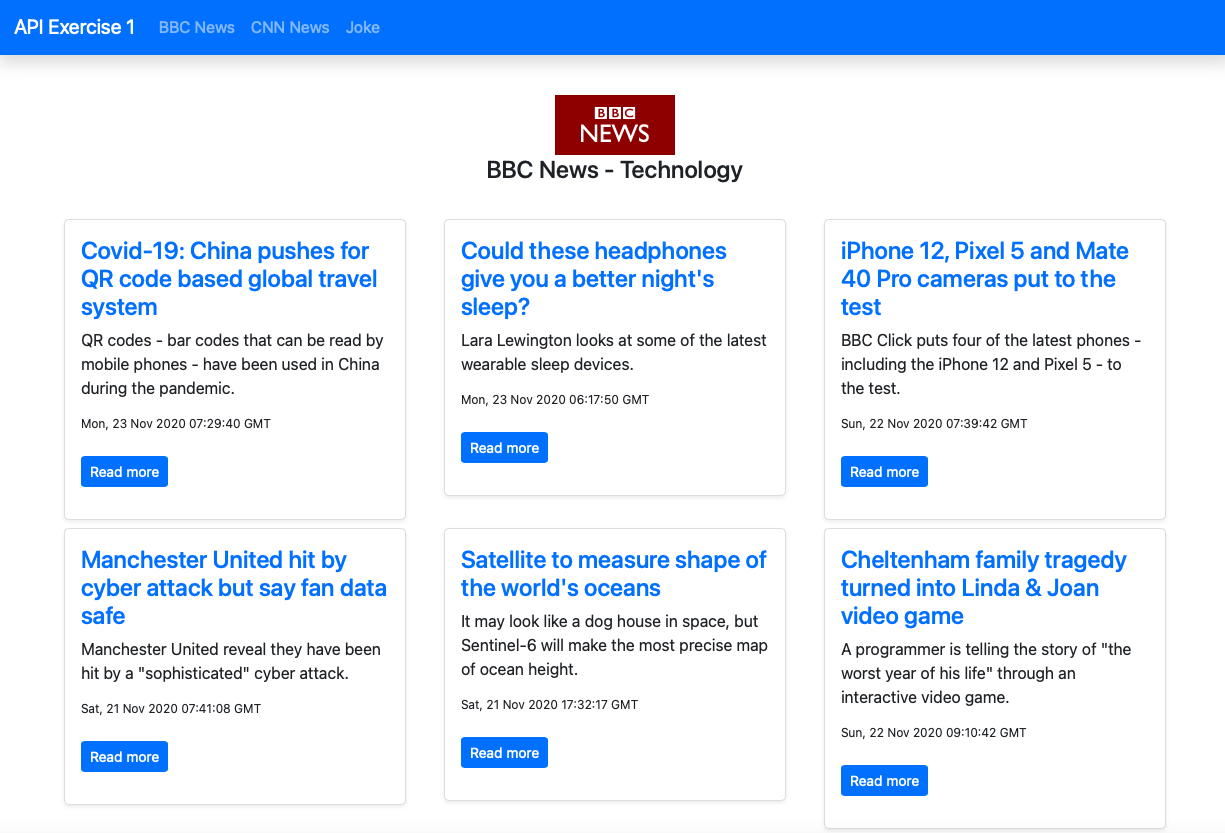 API Exercise 1 BBC News CNN News Joke
BBC
NEWS
BBC News - Technology
Covid-19: China pushes for
QR code based global travel
system
QR codes - bar codes that can be read by
mobile phones - have been used in China
during the pandemic.
Mon, 23 Nov 2020 07:29:40 GMT
Read more
Could these headphones
give you a better night's
sleep?
Lara Lewington looks at some of the latest
wearable sleep devices.
Mon, 23 Nov 2020 06:17:50 GMT
Read more
iPhone 12, Pixel 5 and Mate
40 Pro cameras put to the
test
BBC Click puts four of the latest phones -
including the iPhone 12 and Pixel 5 - to
the test.
Sun, 22 Nov 2020 07:39:42 GMT
Read more
Manchester United hit by
cyber attack but say fan data
safe
Manchester United reveal they have been
hit by a "sophisticated" cyber attack.
Sat, 21 Nov 2020 07:41:08 GMT
Read more
Satellite to measure shape of
the world's oceans
It may look like a dog house in space, but
Sentinel-6 will make the most precise map
of ocean height.
Sat, 21 Nov 2020 17:32:17 GMT
Read more
Cheltenham family tragedy
turned into Linda & Joan
video game
A programmer is telling the story of "the
worst year of his life" through an
interactive video game.
Sun, 22 Nov 2020 09:10:42 GMT
Read more